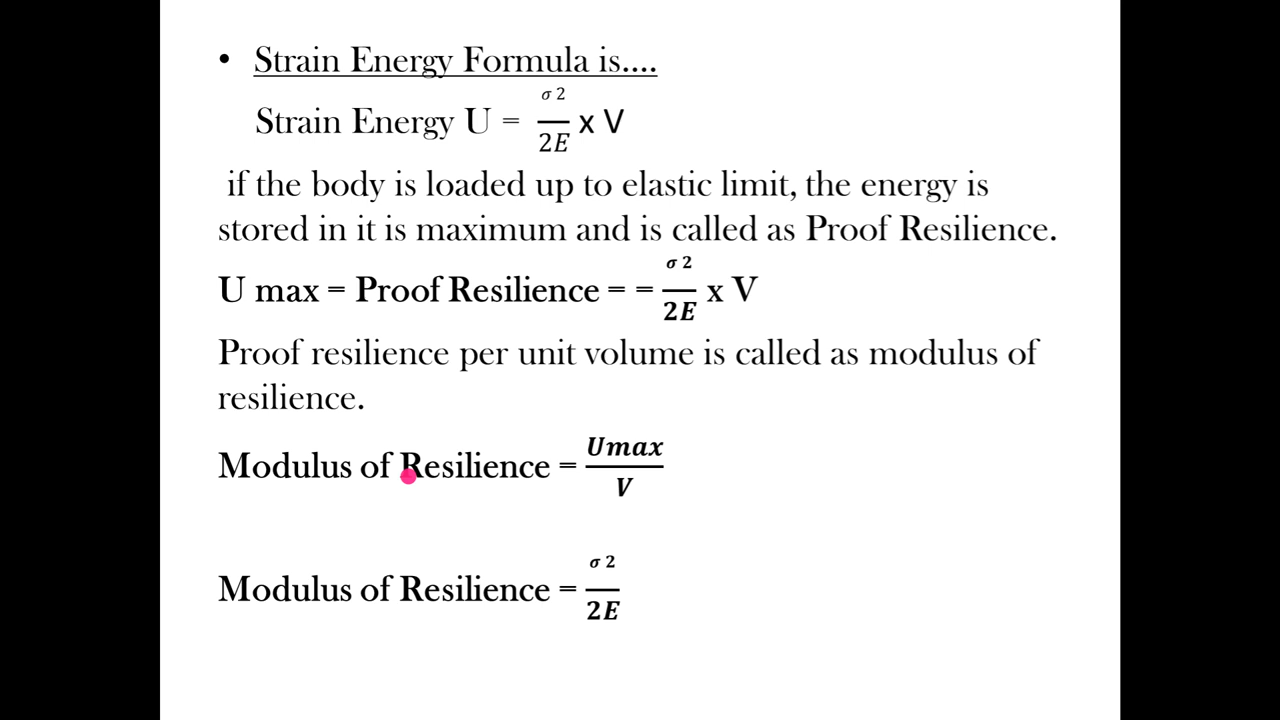 • Strain Energy Formula is....
Strain Energy U = σ 2 / 2E x V
if the body is loaded up to elastic limit, the energy is
stored in it is maximum and is called as Proof Resilience.
U max = Proof Resilience = = σ 2 / 2E x V
Proof resilience per unit volume is called as modulus of
resilience.
Modulus of Resilience = Umax / V
Modulus of Resilience = σ 2 / 2E